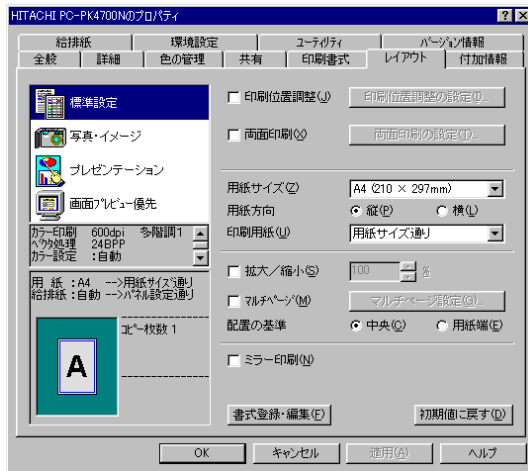 HITACHI PC-PK4700Nのプロパティ
給排紙 環境設定 ユーティリティ バージョン情報
全般 詳細 色の管理 共有 印刷書式 レイアウト 付加情報
標準設定
写真・イメージ
プレゼンテーション
画面プレビュー優先
カラー印刷 600dpi 多階調1
ベクタ処理 24BPP
カラー設定 :自動
用 紙 :A4 -->用紙サイズ通り
給排紙:自動 -->パネル設定通り
コピー枚数 1
A
印刷位置調整(J) 印刷位置調整の設定(I)...
両面印刷(X) 両面印刷の設定(T)...
用紙サイズ(Z) A4 (210 × 297mm)
用紙方向 縦(P) 横(L)
印刷用紙(U) 用紙サイズ通り
拡大/縮小(S) 100 %
マルチページ(M) マルチページ設定(G)...
配置の基準 中央(C) 用紙端(E)
ミラー印刷(N)
書式登録・編集(F) 初期値に戻す(D)
OK キャンセル 適用(A) ヘルプ